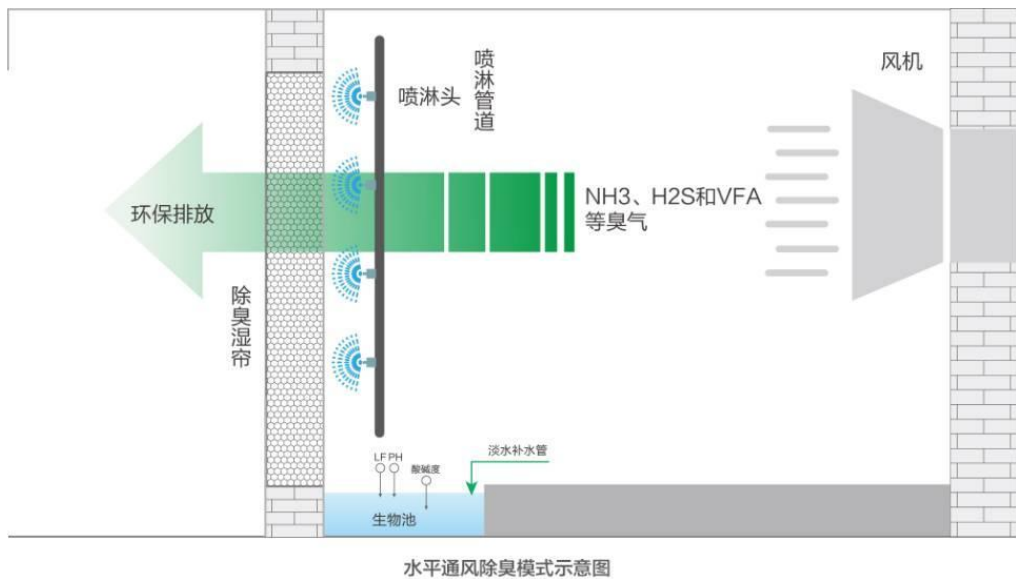 风机
喷淋头
喷淋管道
NH3、H2S和VFA
等臭气
环保排放
除臭湿帘
LF PH
酸碱度
淡水补水管
生物池
水平通风除臭模式示意图